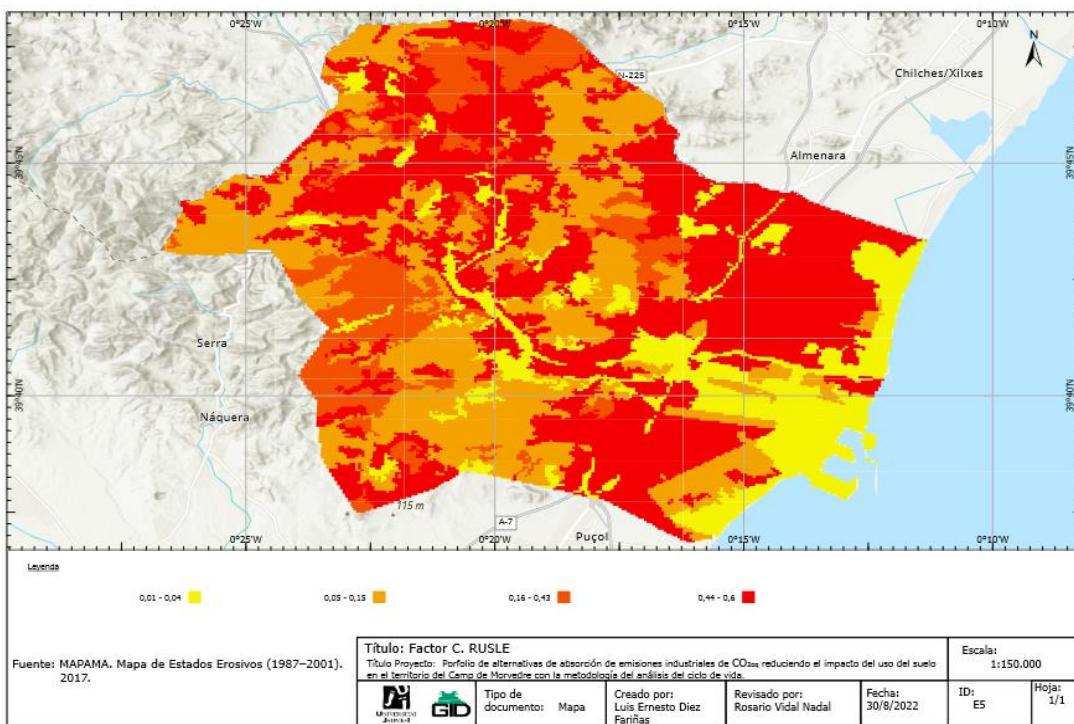 0°25'W
0°20'W
0°15'W
0°10'W
N-225
Chilches/Xilxes
N
39°45'N
Almenara
39°45'N
Serra
39°40'N
Náquera
39°40'N
115 m
A-7
Puçol
0°25'W
0°20'W
0°15'W
0°10'W
Leyenda
0,01 - 0,04
0,05 - 0,15
0,16 - 0,43
0,44 - 0,6
Fuente: MAPAMA. Mapa de Estados Erosivos (1987–2001).
2017.
Título: Factor C. RUSLE
Título Proyecto: Porfolio de alternativas de absorción de emisiones industriales de CO₂ₑq reduciendo el impacto del uso del suelo
en el territorio del Camp de Morvedre con la metodología del análisis del ciclo de vida.
Escala:
1:150.000
UNIVERSITAT
JAUME•I
GID
Tipo de
documento: Mapa
Creado por:
Luis Ernesto Diez
Fariñas
Revisado por:
Rosario Vidal Nadal
Fecha:
30/8/2022
ID:
E5
Hoja:
1/1